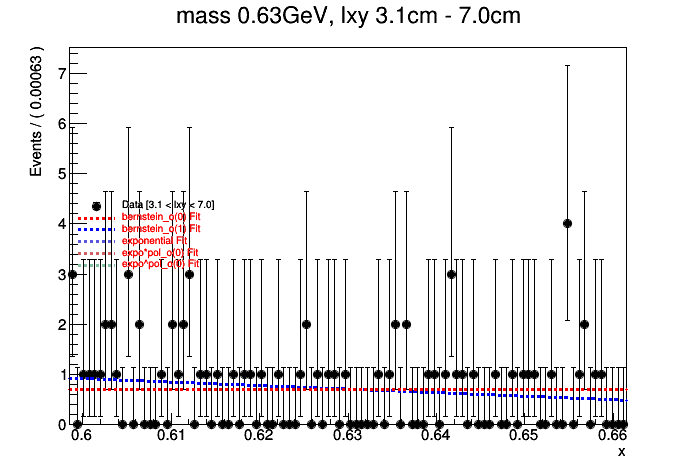 mass 0.63GeV, lxy 3.1cm - 7.0cm
Events / ( 0.00063 )
7
6
5
4
3
2
1
0
Data [3.1 < lxy < 7.0]
bernstein_o(0) Fit
bernstein_o(1) Fit
exponential Fit
expo*pol_o(0) Fit
expo^pol_o(0) Fit
0.6 0.61 0.62 0.63 0.64 0.65 0.66
x